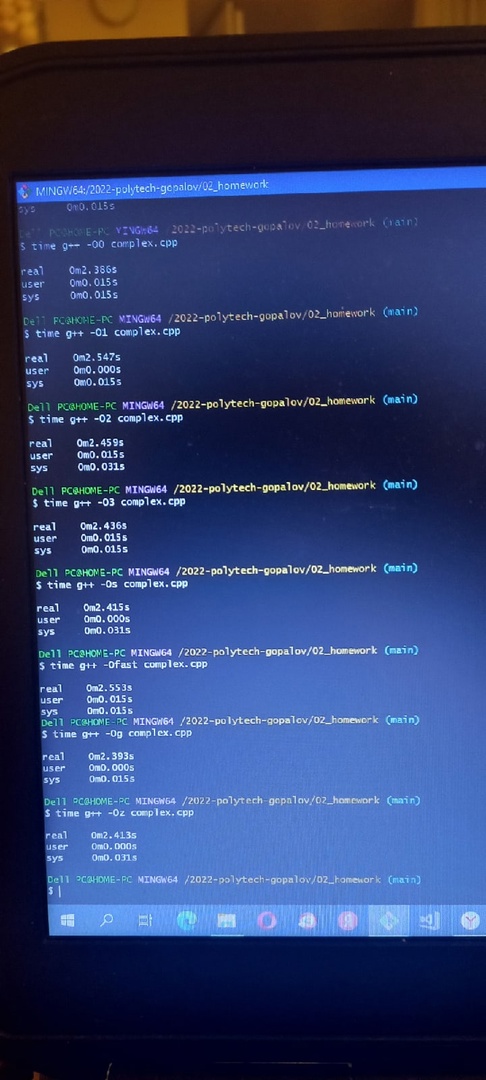 MINGW64:/2022-polytech-gopalov/02_homework
sys 0m0.015s
Dell PC@HOME-PC MINGW64 /2022-polytech-gopalov/02_homework (main)
$ time g++ -O0 complex.cpp
real 0m2.386s
user 0m0.015s
sys 0m0.015s
Dell PC@HOME-PC MINGW64 /2022-polytech-gopalov/02_homework (main)
$ time g++ -O1 complex.cpp
real 0m2.547s
user 0m0.000s
sys 0m0.015s
Dell PC@HOME-PC MINGW64 /2022-polytech-gopalov/02_homework (main)
$ time g++ -O2 complex.cpp
real 0m2.459s
user 0m0.015s
sys 0m0.031s
Dell PC@HOME-PC MINGW64 /2022-polytech-gopalov/02_homework (main)
$ time g++ -O3 complex.cpp
real 0m2.436s
user 0m0.015s
sys 0m0.015s
Dell PC@HOME-PC MINGW64 /2022-polytech-gopalov/02_homework (main)
$ time g++ -Os complex.cpp
real 0m2.415s
user 0m0.000s
sys 0m0.031s
Dell PC@HOME-PC MINGW64 /2022-polytech-gopalov/02_homework (main)
$ time g++ -Ofast complex.cpp
real 0m2.553s
user 0m0.015s
sys 0m0.015s
Dell PC@HOME-PC MINGW64 /2022-polytech-gopalov/02_homework (main)
$ time g++ -Og complex.cpp
real 0m2.393s
user 0m0.000s
sys 0m0.015s
Dell PC@HOME-PC MINGW64 /2022-polytech-gopalov/02_homework (main)
$ time g++ -Oz complex.cpp
real 0m2.413s
user 0m0.000s
sys 0m0.031s
Dell PC@HOME-PC MINGW64 /2022-polytech-gopalov/02_homework (main)
$